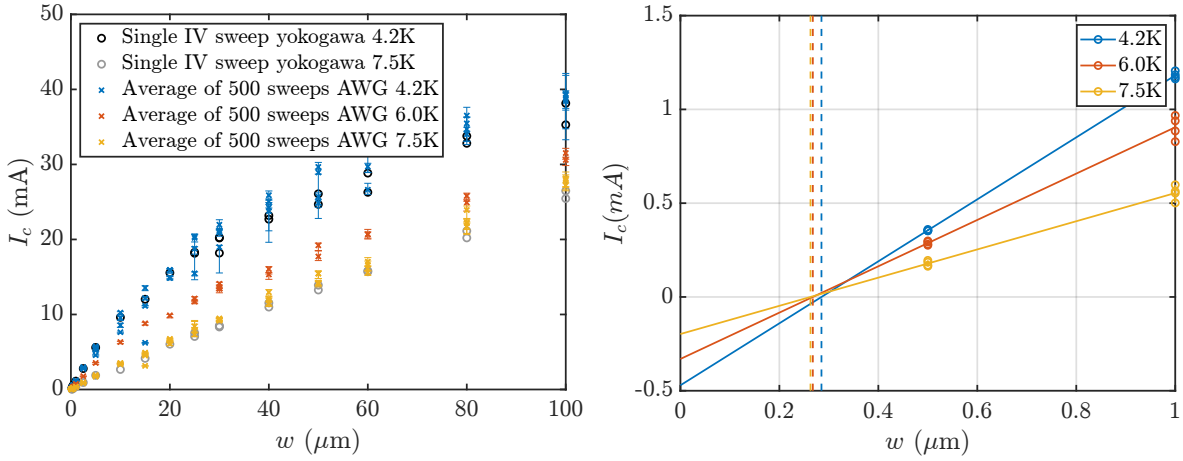 50
40
30
20
10
0
I_c (mA)
Single IV sweep yokogawa 4.2K
Single IV sweep yokogawa 7.5K
Average of 500 sweeps AWG 4.2K
Average of 500 sweeps AWG 6.0K
Average of 500 sweeps AWG 7.5K
0 20 40 60 80 100
w (μm)
1.5
1
0.5
0
-0.5
I_c(mA)
4.2K
6.0K
7.5K
0 0.2 0.4 0.6 0.8 1
w (μm)